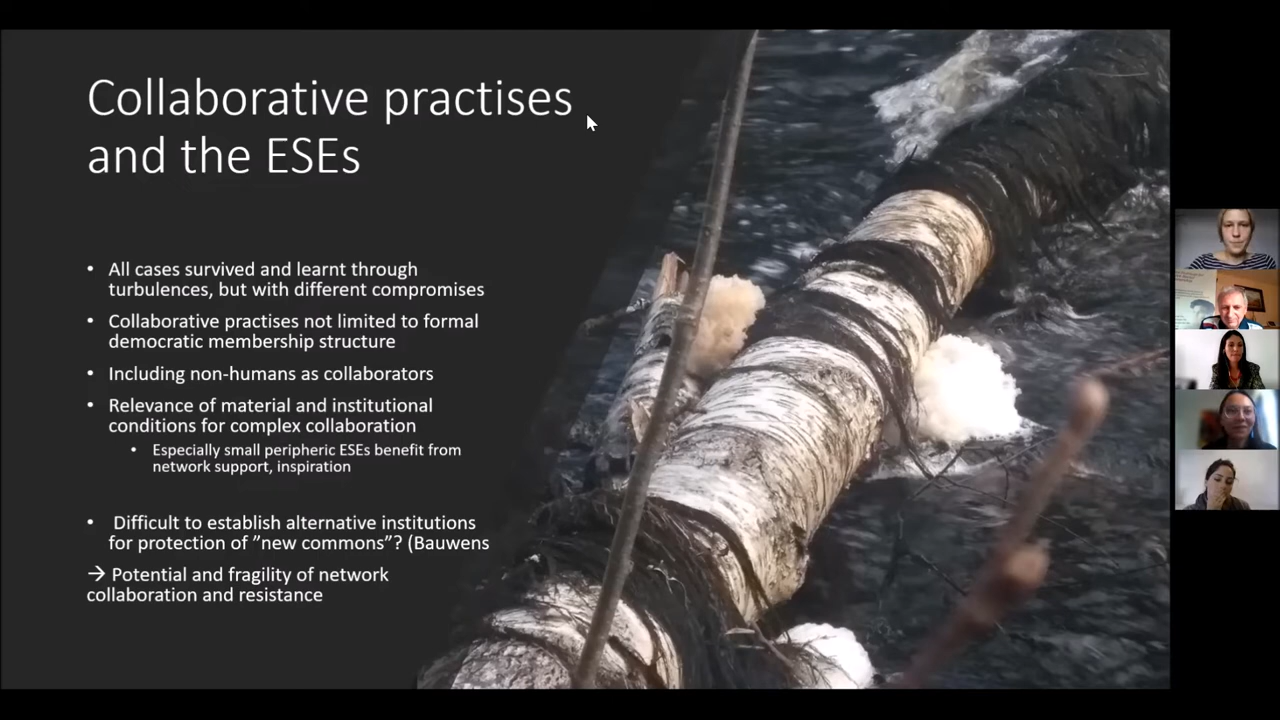 Collaborative practises
and the ESEs
• All cases survived and learnt through
turbulences, but with different compromises
• Collaborative practises not limited to formal
democratic membership structure
• Including non-humans as collaborators
• Relevance of material and institutional
conditions for complex collaboration
• Especially small peripheric ESEs benefit from
network support, inspiration
• Difficult to establish alternative institutions
for protection of ”new commons”? (Bauwens
→ Potential and fragility of network
collaboration and resistance